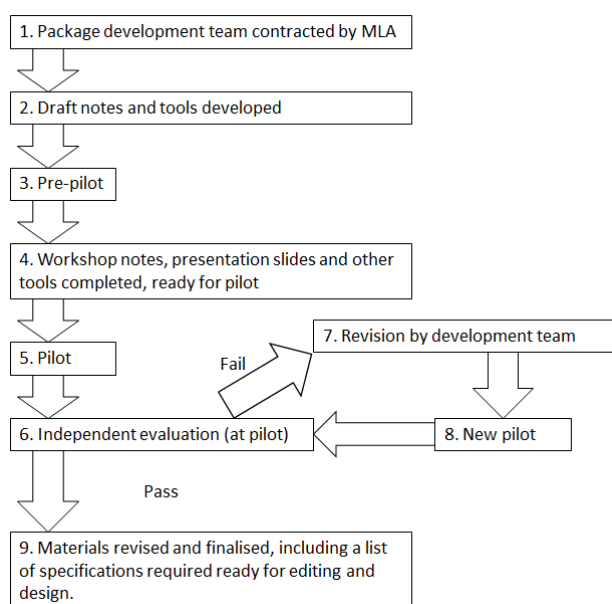 1. Package development team contracted by MLA
2. Draft notes and tools developed
3. Pre-pilot
4. Workshop notes, presentation slides and other
tools completed, ready for pilot
7. Revision by development team
5. Pilot
Fail
6. Independent evaluation (at pilot)
8. New pilot
Pass
9. Materials revised and finalised, including a list
of specifications required ready for editing and
design.